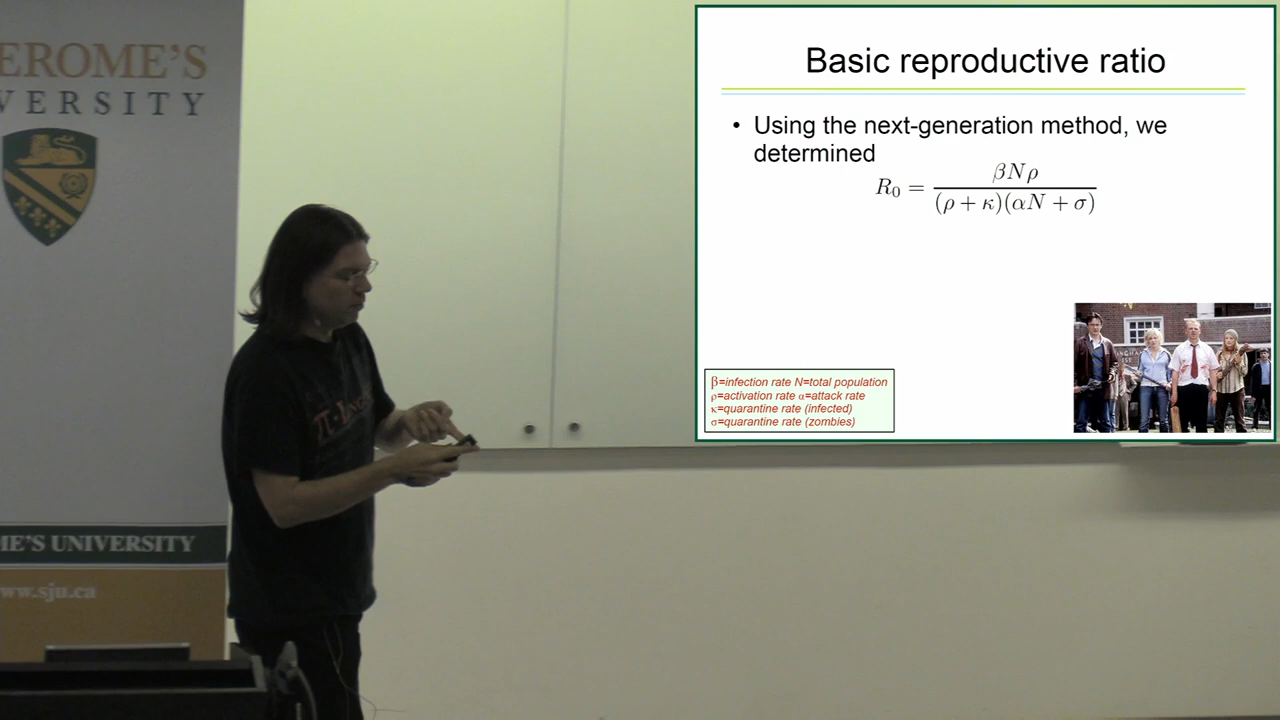 EROME'S
VERSITY
ME'S UNIVERSITY
ww.sju.ca
Basic reproductive ratio
• Using the next-generation method, we
determined
R₀ = βNρ / (ρ + κ)(αN + σ)
β=infection rate N=total population
ρ=activation rate α=attack rate
κ=quarantine rate (infected)
σ=quarantine rate (zombies)